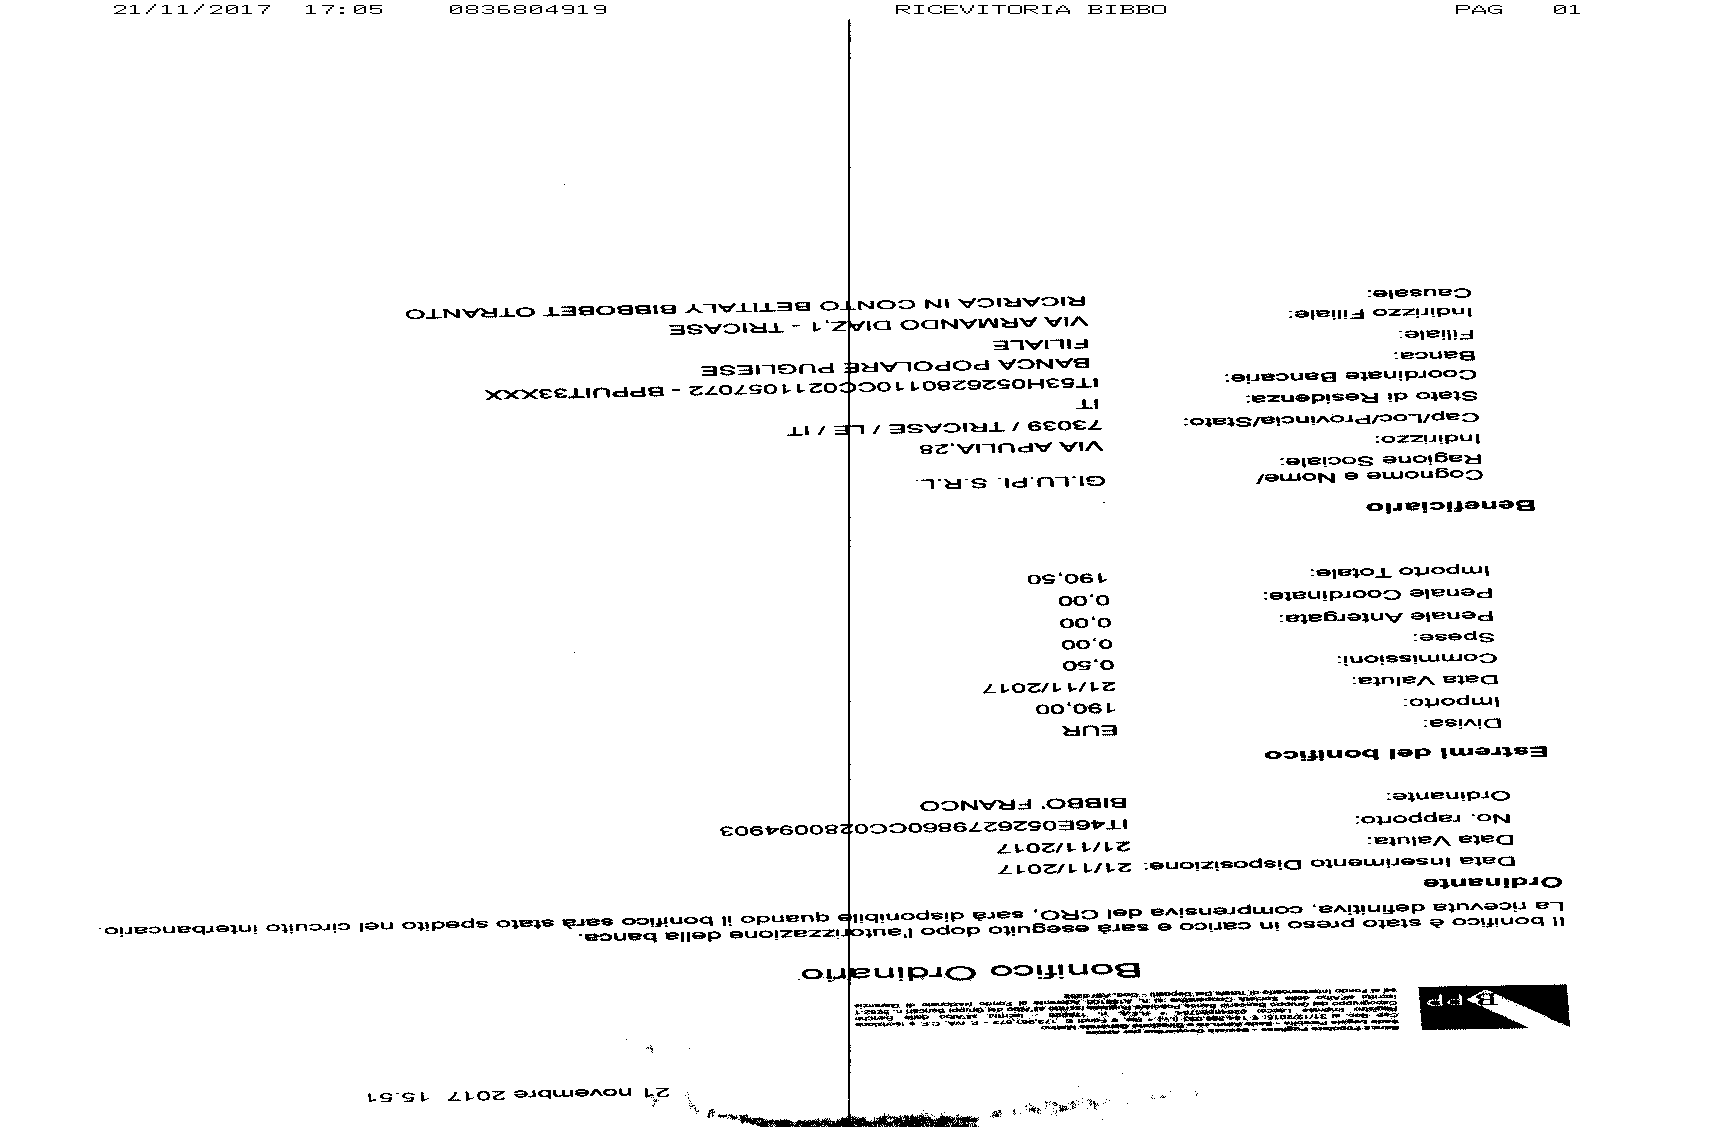 21/11/2017 17:05 0836804919 RICEVITORIA BIBBO PAG 01
21 novembre 2017 15.51
BPP
Bonifico Ordinario
Il bonifico è stato preso in carico e sarà eseguito dopo l'autorizzazione della banca.
La ricevuta definitiva, comprensiva del CRO, sarà disponibile quando il bonifico sarà stato spedito nel circuito interbancario.
Ordinante
Data Inserimento Disposizione: 21/11/2017
Data Valuta: 21/11/2017
No. rapporto: IT46E0526279860CC0280094903
Ordinante: BIBBO' FRANCO
Estremi del bonifico
Divisa: EUR
Importo: 190,00
Data Valuta: 21/11/2017
Commissioni: 0,50
Spese: 0,00
Penale Antergata: 0,00
Penale Coordinate: 0,00
Importo Totale: 190,50
Beneficiario
Cognome e Nome/
Ragione Sociale: GI.LU.PI. S.R.L.
Indirizzo: VIA APULIA,28
Cap/Loc/Provincia/Stato: 73039 / TRICASE / LE / IT
Stato di Residenza: IT
Coordinate Bancarie: IT53H0526280110CC0211057072 - BPPUIT33XXX
Banca: BANCA POPOLARE PUGLIESE
Filiale: FILIALE
Indirizzo Filiale: VIA ARMANDO DIAZ,1 - TRICASE
Causale: RICARICA IN CONTO BETITALY BIBBOBET OTRANTO